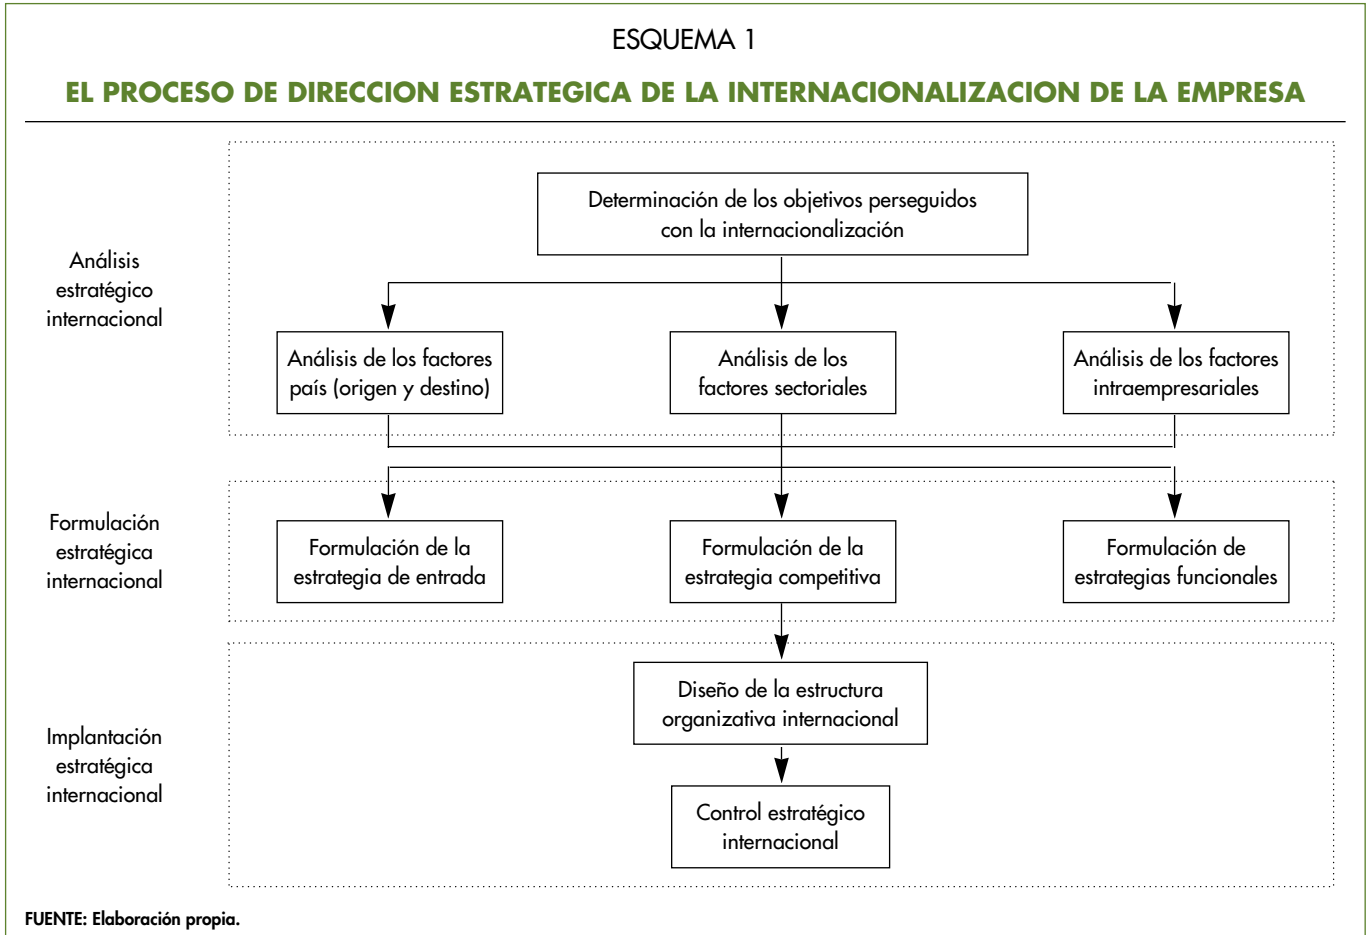 ESQUEMA 1
EL PROCESO DE DIRECCION ESTRATEGICA DE LA INTERNACIONALIZACION DE LA EMPRESA
Análisis
estratégico
internacional
Determinación de los objetivos perseguidos
con la internacionalización
Análisis de los factores
país (origen y destino)
Análisis de los
factores sectoriales
Análisis de los factores
intraempresariales
Formulación
estratégica
internacional
Formulación de la
estrategia de entrada
Formulación de la
estrategia competitiva
Formulación de
estrategias funcionales
Implantación
estratégica
internacional
Diseño de la estructura
organizativa internacional
Control estratégico
internacional
FUENTE: Elaboración propia.